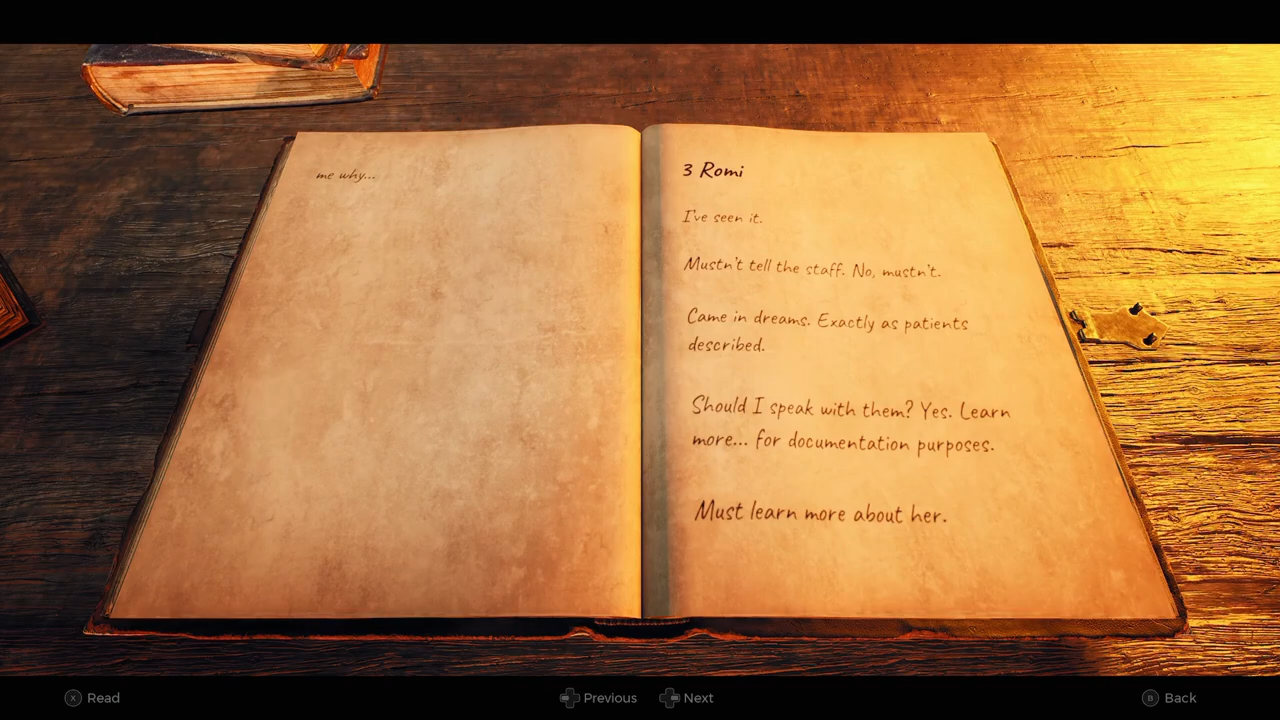 me why...
3 Romi
I've seen it.
Mustn't tell the staff. No, mustn't.
Came in dreams. Exactly as patients
described.
Should I speak with them? Yes. Learn
more... for documentation purposes.
Must learn more about her.
X Read
Previous
Next
B Back